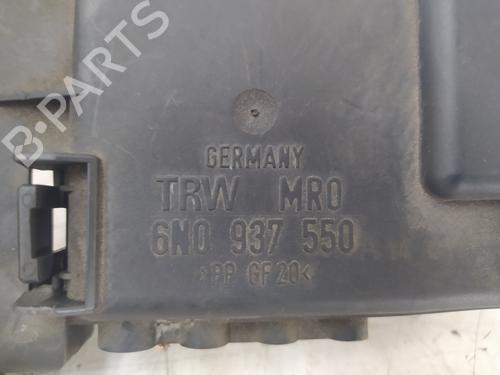 B-PARTS
GERMANY
TRW MRO
6N0 937 550
>PP GF20<